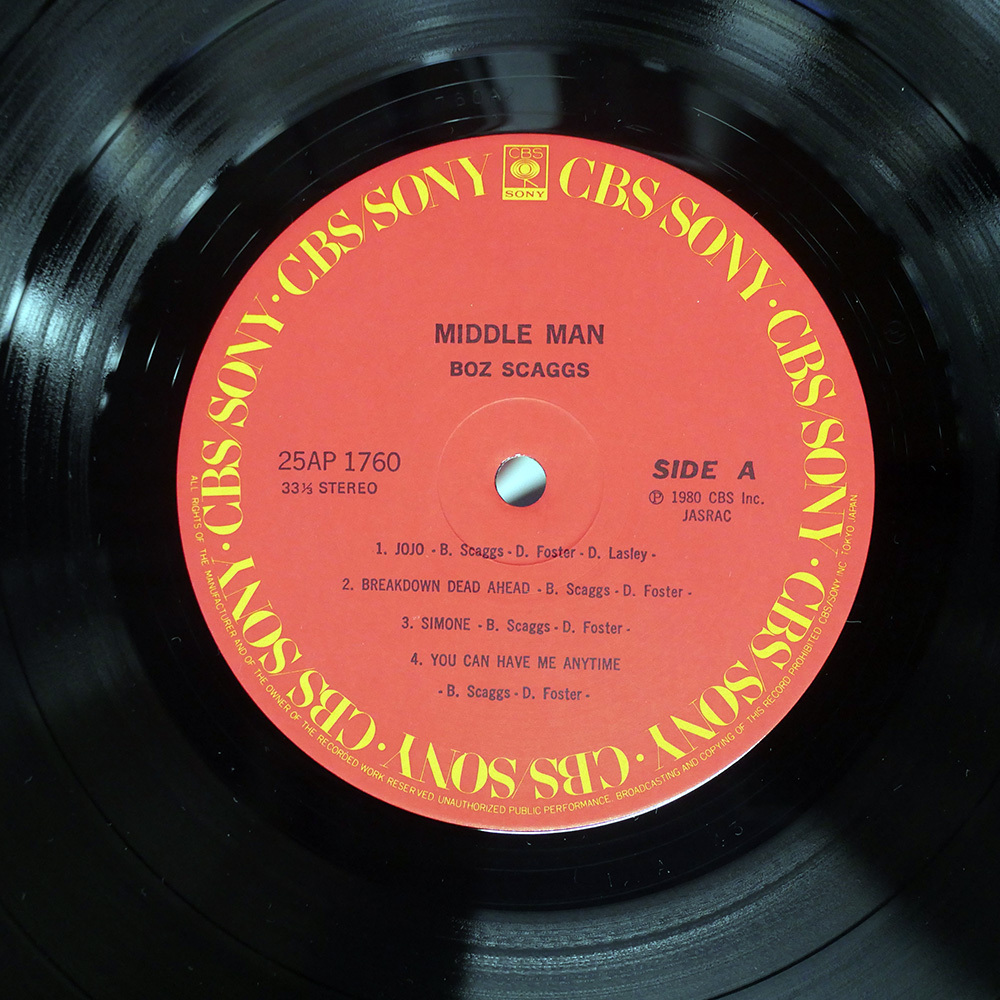 CBS/SONY · CBS/SONY · CBS/SONY · CBS/SONY · CBS/SONY · CBS/SONY · CBS/SONY · CBS/SONY
CBS
SONY
MIDDLE MAN
BOZ SCAGGS
25AP 1760
33⅓ STEREO
SIDE A
Ⓟ 1980 CBS Inc.
JASRAC
1. JOJO - B. Scaggs - D. Foster - D. Lasley -
2. BREAKDOWN DEAD AHEAD - B. Scaggs - D. Foster -
3. SIMONE - B. Scaggs - D. Foster -
4. YOU CAN HAVE ME ANYTIME
- B. Scaggs - D. Foster -
ALL RIGHTS OF THE MANUFACTURER AND OF THE OWNER OF THE RECORDED WORK RESERVED. UNAUTHORIZED PUBLIC PERFORMANCE, BROADCASTING AND COPYING OF THIS RECORD PROHIBITED CBS/SONY INC. TOKYO JAPAN